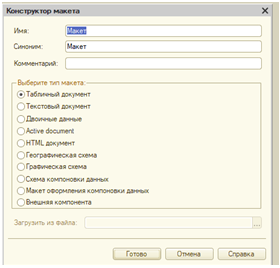 Конструктор макета
Имя: Макет
Синоним: Макет
Комментарий:
Выберите тип макета:
Табличный документ
Текстовый документ
Двоичные данные
Active document
HTML документ
Географическая схема
Графическая схема
Схема компоновки данных
Макет оформления компоновки данных
Внешняя компонента
Загрузить из файла: ...
Готово Отмена Справка